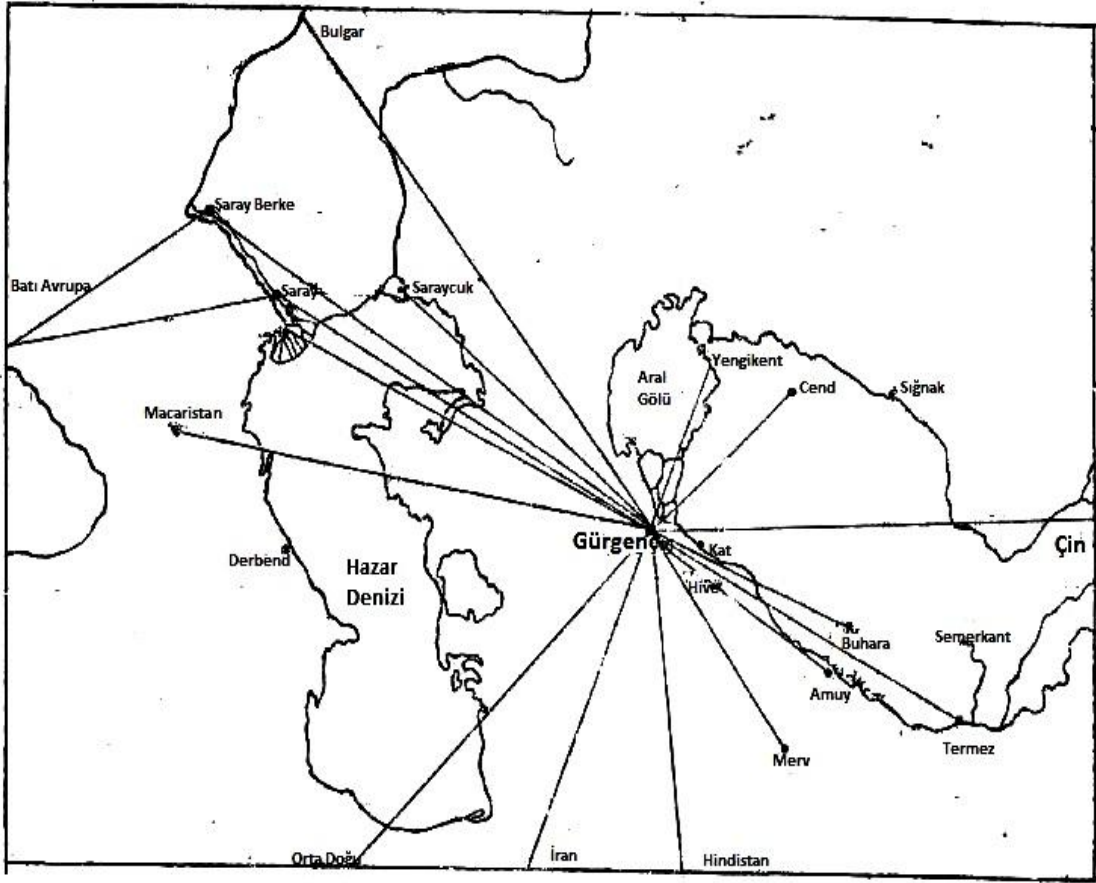 Bulgar
Saray Berke
Batı Avrupa
Saray
Saraycuk
Yengikent
Aral
Gölü
Cend
Sığnak
Macaristan
Gürgenç
Kat
Çin
Derbend
Hazar
Denizi
Hive
Buhara
Semerkant
Amuy
Termez
Merv
Orta Doğu
İran
Hindistan